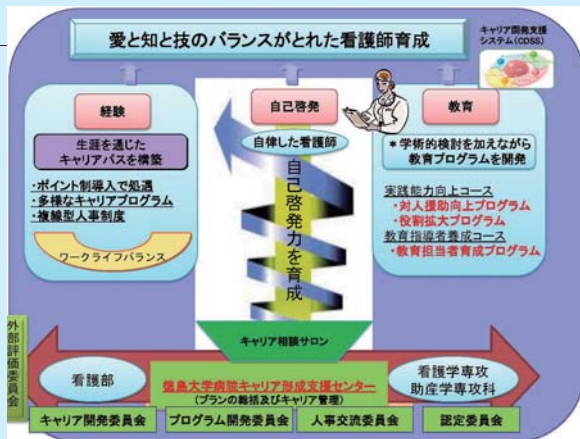 愛と知と技のバランスがとれた看護師育成
キャリア開発支援
システム(CDSS)
経験
生涯を通じた
キャリアパスを構築
・ポイント制導入で処遇
・多様なキャリアプログラム
・複線型人事制度
ワークライフバランス
自己啓発
自律した看護師
自己啓発力を育成
教育
*学術的検討を加えながら
教育プログラムを開発
実践能力向上コース
・対人援助向上プログラム
・役割拡大プログラム
教育指導者養成コース
・教育担当者育成プログラム
キャリア相談サロン
外部評価委員会
看護部
徳島大学病院キャリア形成支援センター
(プランの総括及びキャリア管理)
看護学専攻
助産学専攻科
キャリア開発委員会
プログラム開発委員会
人事交流委員会
認定委員会